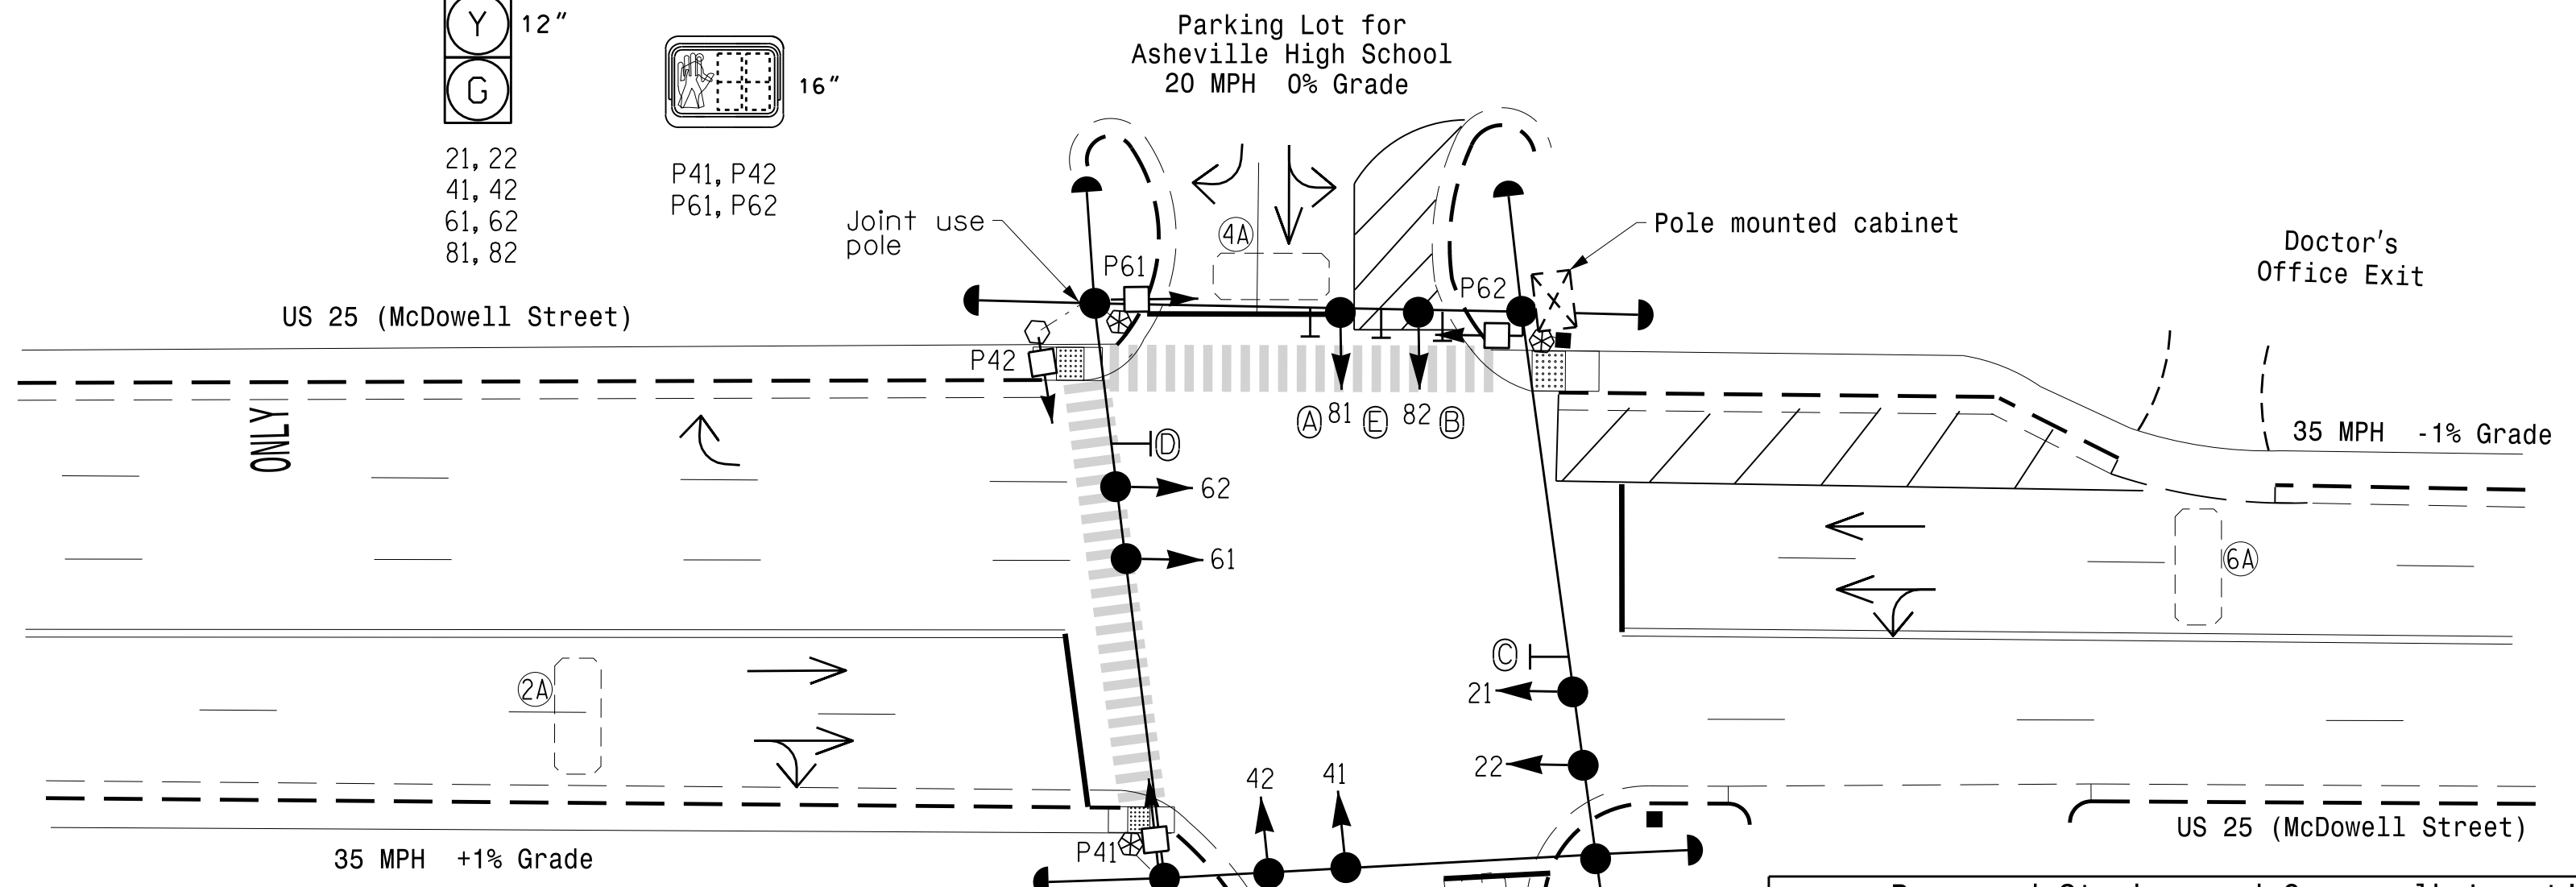 Y 12"
G
21, 22
41, 42
61, 62
81, 82
16"
P41, P42
P61, P62
Parking Lot for
Asheville High School
20 MPH 0% Grade
Joint use
pole
Pole mounted cabinet
Doctor's
Office Exit
US 25 (McDowell Street)
35 MPH -1% Grade
4A
P61
P62
P42
ONLY
A 81 E 82 B
D
62
61
6A
C
21
22
2A
42
41
P41
35 MPH +1% Grade
US 25 (McDowell Street)